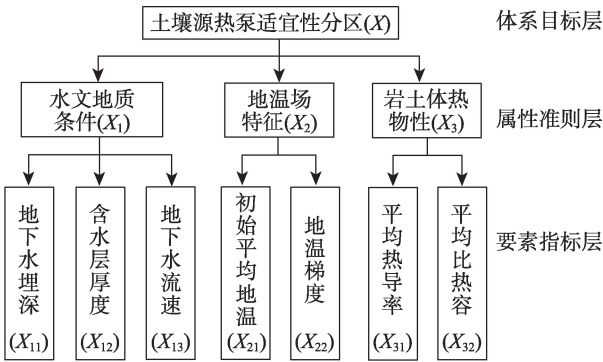 土壤源热泵适宜性分区(X)
体系目标层
水文地质
条件(X₁)
地温场
特征(X₂)
岩土体热
物性(X₃)
属性准则层
地下水埋深
(X₁₁)
含水层厚度
(X₁₂)
地下水流速
(X₁₃)
初始平均地温
(X₂₁)
地温梯度
(X₂₂)
平均热导率
(X₃₁)
平均比热容
(X₃₂)
要素指标层